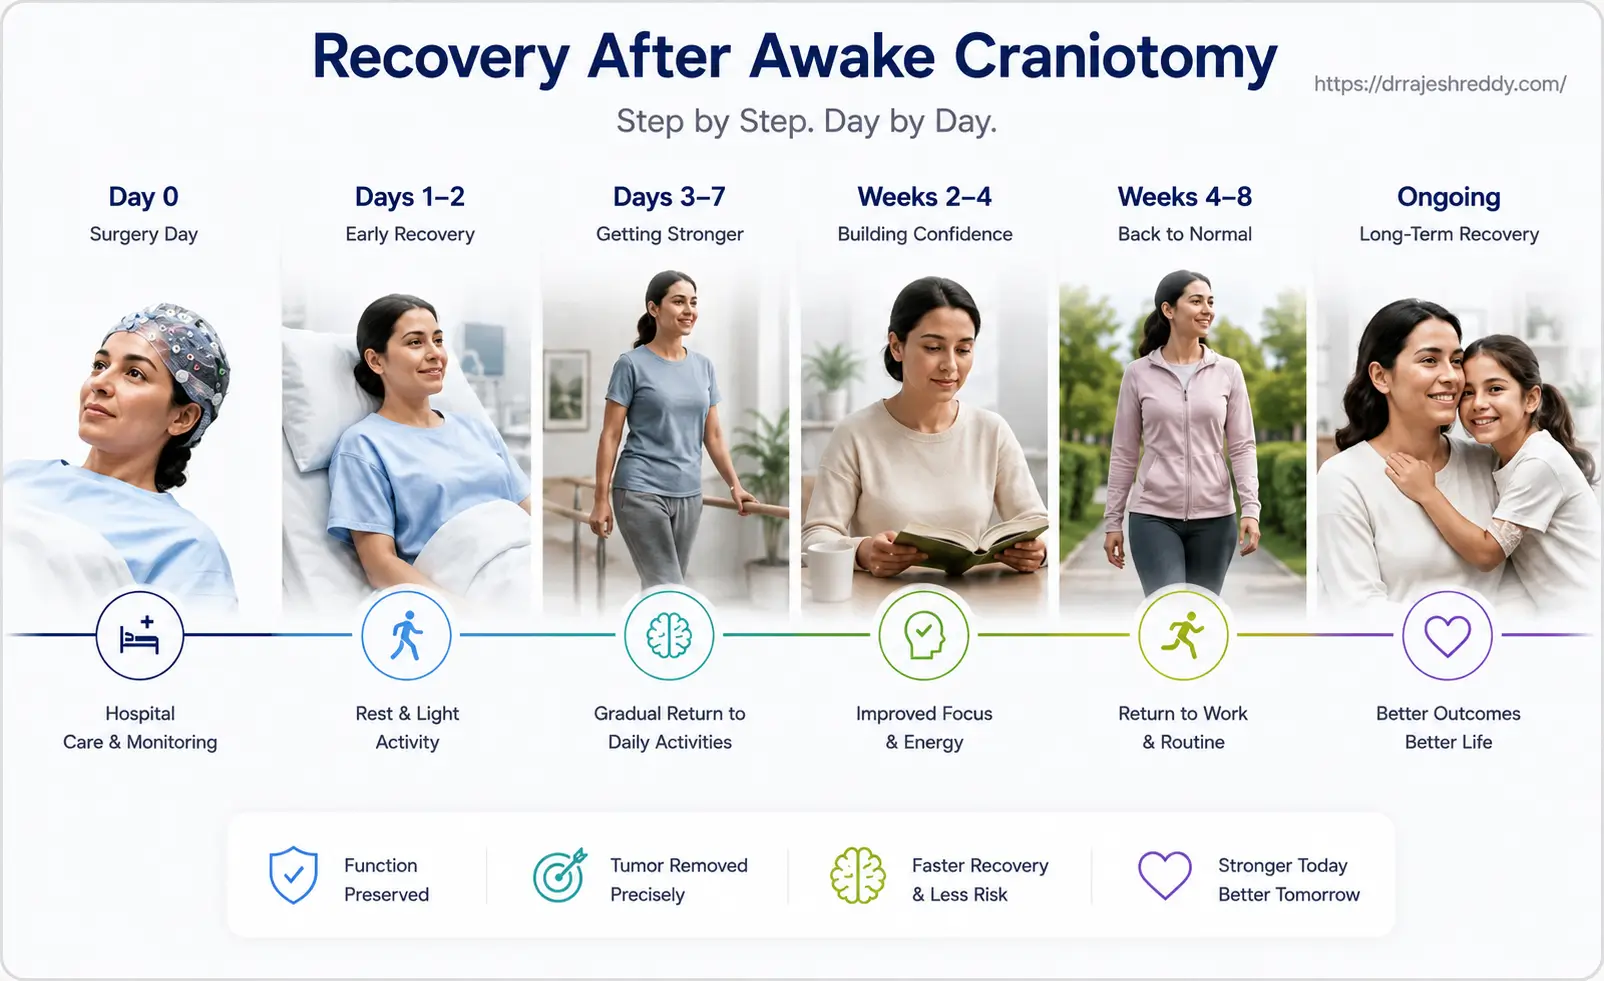 Recovery After Awake Craniotomy
https://drrajeshreddy.com/
Step by Step. Day by Day.
Day 0
Surgery Day
Days 1–2
Early Recovery
Days 3–7
Getting Stronger
Weeks 2–4
Building Confidence
Weeks 4–8
Back to Normal
Ongoing
Long-Term Recovery
Hospital
Care & Monitoring
Rest & Light
Activity
Gradual Return to
Daily Activities
Improved Focus
& Energy
Return to Work
& Routine
Better Outcomes
Better Life
Function
Preserved
Tumor Removed
Precisely
Faster Recovery
& Less Risk
Stronger Today
Better Tomorrow